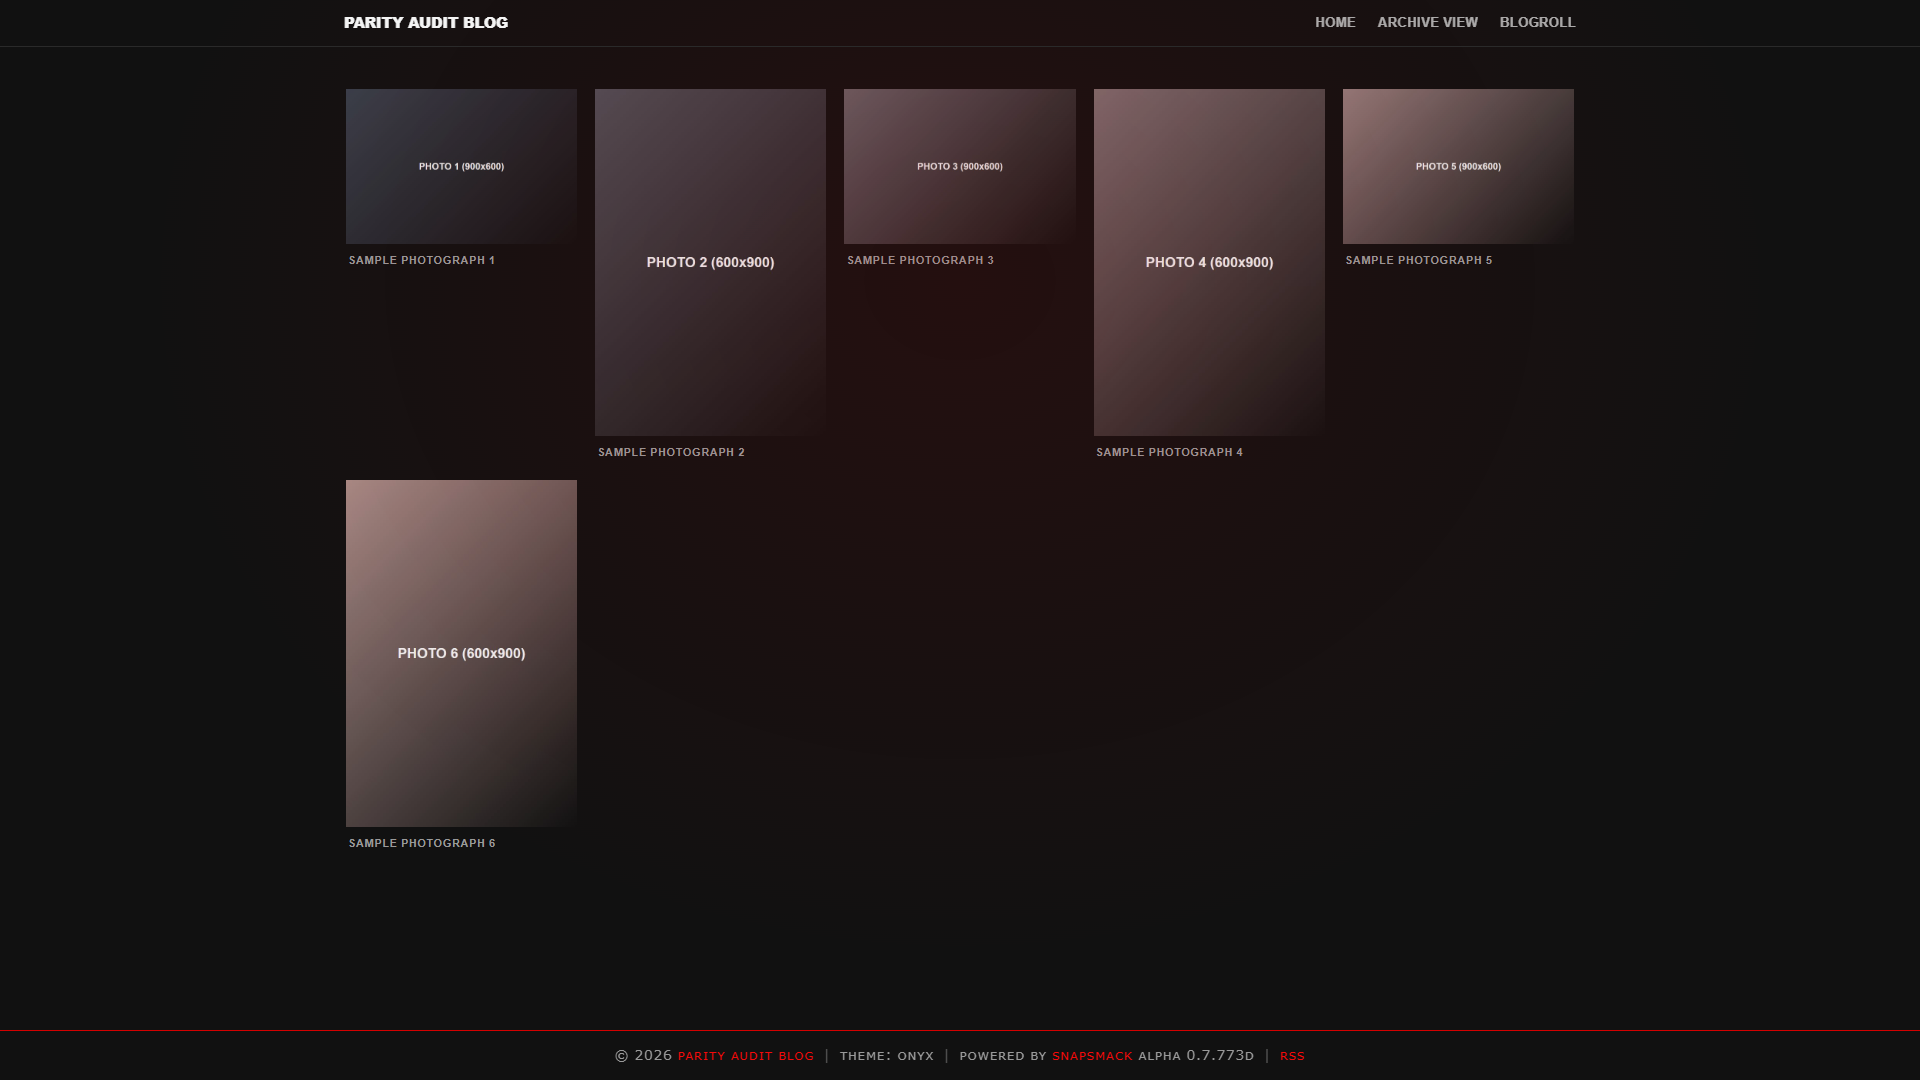 PARITY AUDIT BLOG
HOME ARCHIVE VIEW BLOGROLL
PHOTO 1 (900x600)
SAMPLE PHOTOGRAPH 1
PHOTO 2 (600x900)
SAMPLE PHOTOGRAPH 2
PHOTO 3 (900x600)
SAMPLE PHOTOGRAPH 3
PHOTO 4 (600x900)
SAMPLE PHOTOGRAPH 4
PHOTO 5 (900x600)
SAMPLE PHOTOGRAPH 5
PHOTO 6 (600x900)
SAMPLE PHOTOGRAPH 6
© 2026 PARITY AUDIT BLOG | THEME: ONYX | POWERED BY SNAPSMACK ALPHA 0.7.773D | RSS